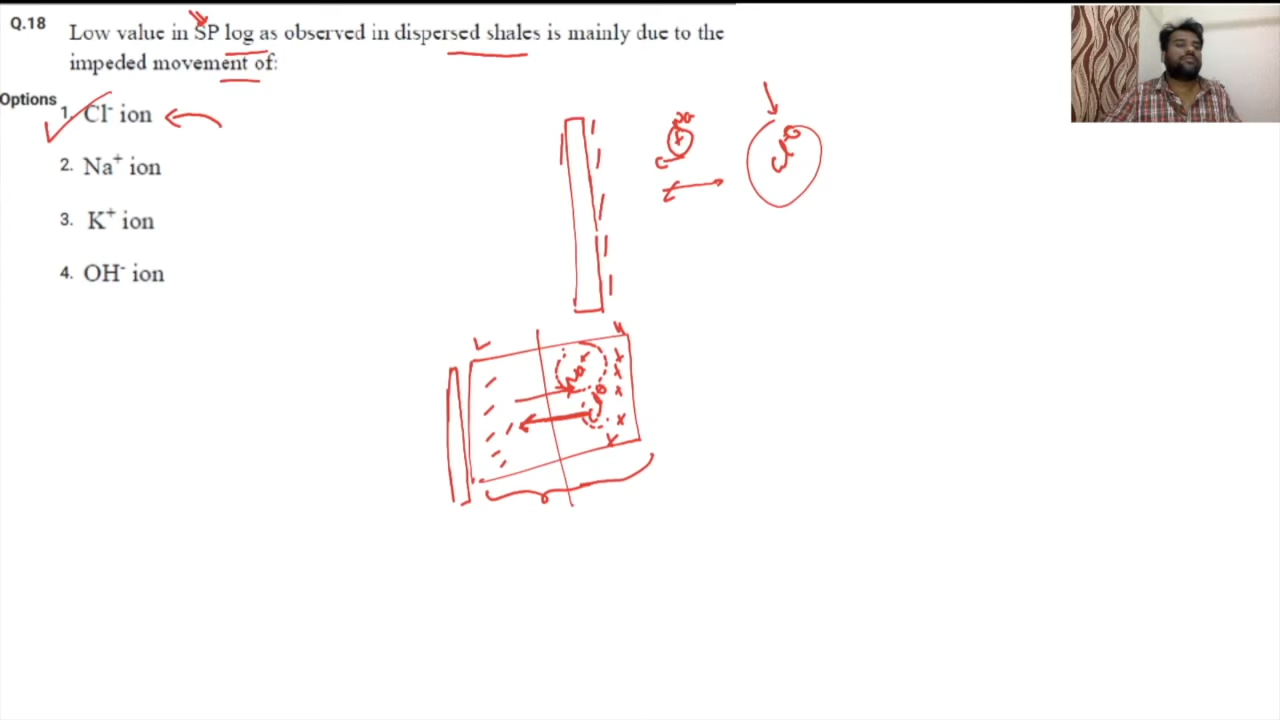 Q.18
Low value in SP log as observed in dispersed shales is mainly due to the
impeded movement of:
Options
1. Cl⁻ ion
2. Na⁺ ion
3. K⁺ ion
4. OH⁻ ion